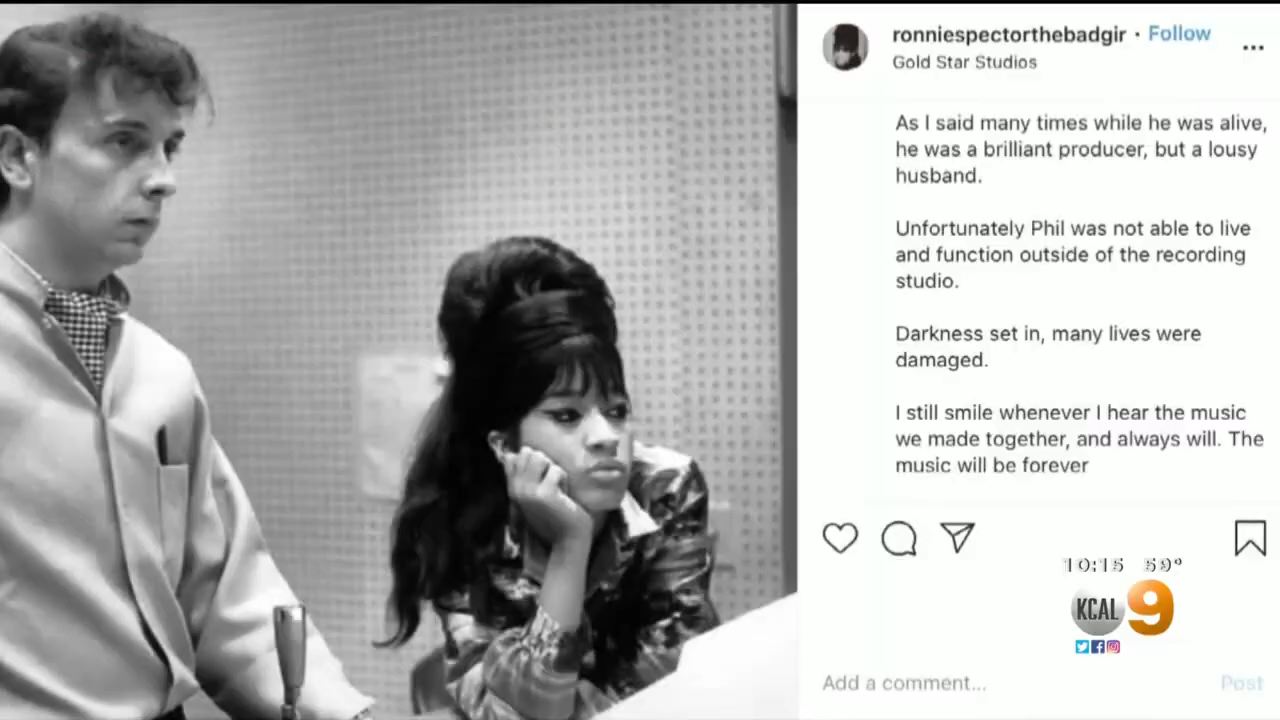 ronniespectorthebadgir • Follow
Gold Star Studios
As I said many times while he was alive,
he was a brilliant producer, but a lousy
husband.
Unfortunately Phil was not able to live
and function outside of the recording
studio.
Darkness set in, many lives were
damaged.
I still smile whenever I hear the music
we made together, and always will. The
music will be forever
10:15 59°
KCAL 9
Add a comment...
Post